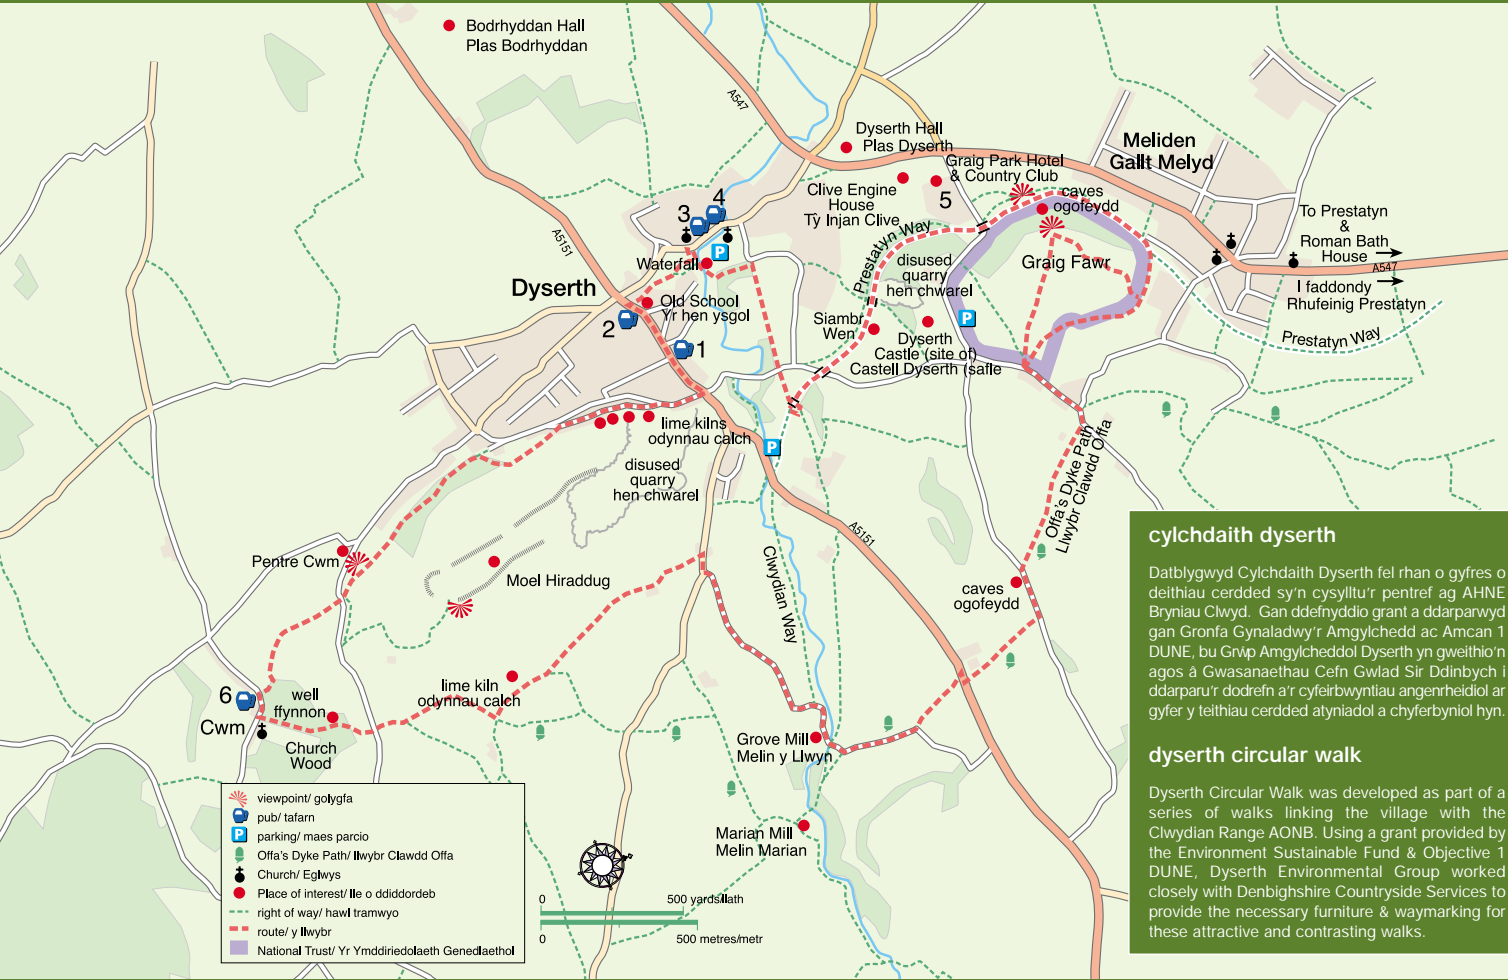 Bodrhyddan Hall
Plas Bodrhyddan
A547
A5151
Dyserth Hall
Plas Dyserth
Graig Park Hotel
& Country Club
5
Clive Engine
House
Tŷ Injan Clive
Meliden
Gallt Melyd
caves
ogofeydd
To Prestatyn
&
Roman Bath
House
A547
I faddondy
Rhufeinig Prestatyn
Prestatyn Way
Graig Fawr
Prestatyn Way
disused
quarry
hen chwarel
3
4
P
Waterfall
Dyserth
Old School
Yr hen ysgol
2
1
Siambr
Wen
Dyserth
Castle (site of)
Castell Dyserth (safle
P
lime kilns
odynnau calch
P
disused
quarry
hen chwarel
Offa's Dyke Path
Llwybr Clawdd Offa
A5151
Clwydian Way
Pentre Cwm
Moel Hiraddug
caves
ogofeydd
6
Cwm
well
ffynnon
Church
Wood
lime kiln
odynnau calch
Grove Mill
Melin y Llwyn
Marian Mill
Melin Marian
viewpoint/ golygfa
pub/ tafarn
P parking/ maes parcio
Offa's Dyke Path/ llwybr Clawdd Offa
Church/ Eglwys
Place of interest/ lle o ddiddordeb
right of way/ hawl tramwyo
route/ y llwybr
National Trust/ Yr Ymddiriedolaeth Genedlaethol
0 500 yards/llath
0 500 metres/metr
cylchdaith dyserth
Datblygwyd Cylchdaith Dyserth fel rhan o gyfres o
deithiau cerdded sy'n cysylltu'r pentref ag AHNE
Bryniau Clwyd. Gan ddefnyddio grant a ddarparwyd
gan Gronfa Gynaladwy'r Amgylchedd ac Amcan 1
DUNE, bu Grŵp Amgylcheddol Dyserth yn gweithio'n
agos â Gwasanaethau Cefn Gwlad Sir Ddinbych i
ddarparu'r dodrefn a'r cyfeirbwyntiau angenrheidiol ar
gyfer y teithiau cerdded atyniadol a chyferbyniol hyn.
dyserth circular walk
Dyserth Circular Walk was developed as part of a
series of walks linking the village with the
Clwydian Range AONB. Using a grant provided by
the Environment Sustainable Fund & Objective 1
DUNE, Dyserth Environmental Group worked
closely with Denbighshire Countryside Services to
provide the necessary furniture & waymarking for
these attractive and contrasting walks.